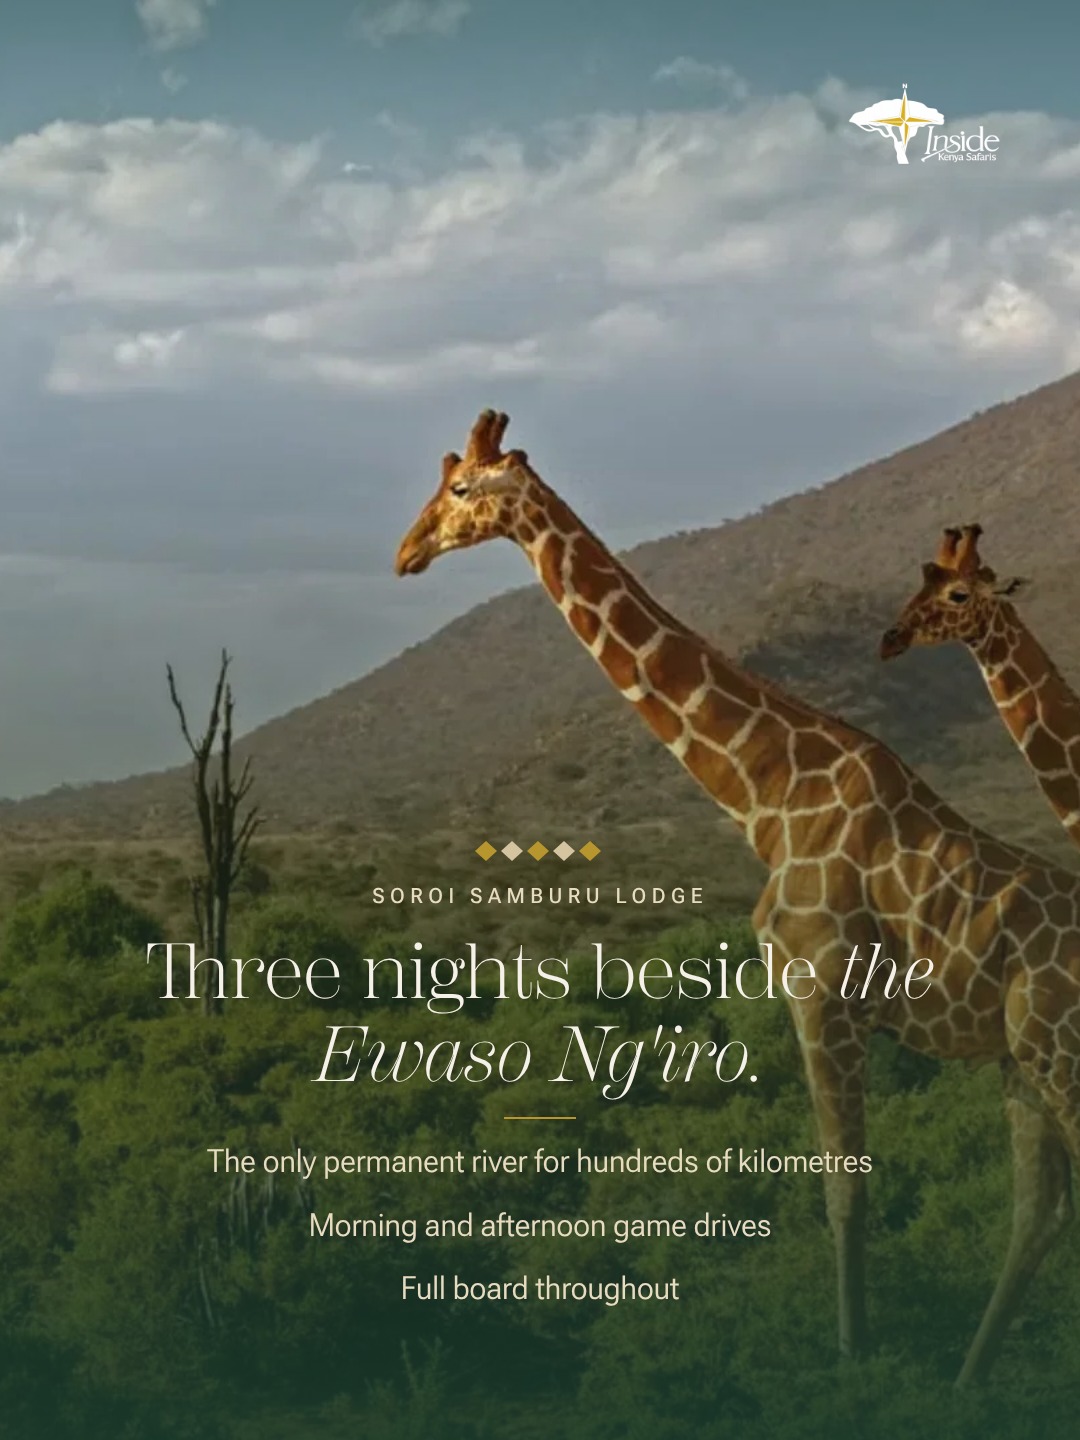 N
Inside
Kenya Safaris
SOROI SAMBURU LODGE
Three nights beside the
Ewaso Ng'iro.
The only permanent river for hundreds of kilometres
Morning and afternoon game drives
Full board throughout